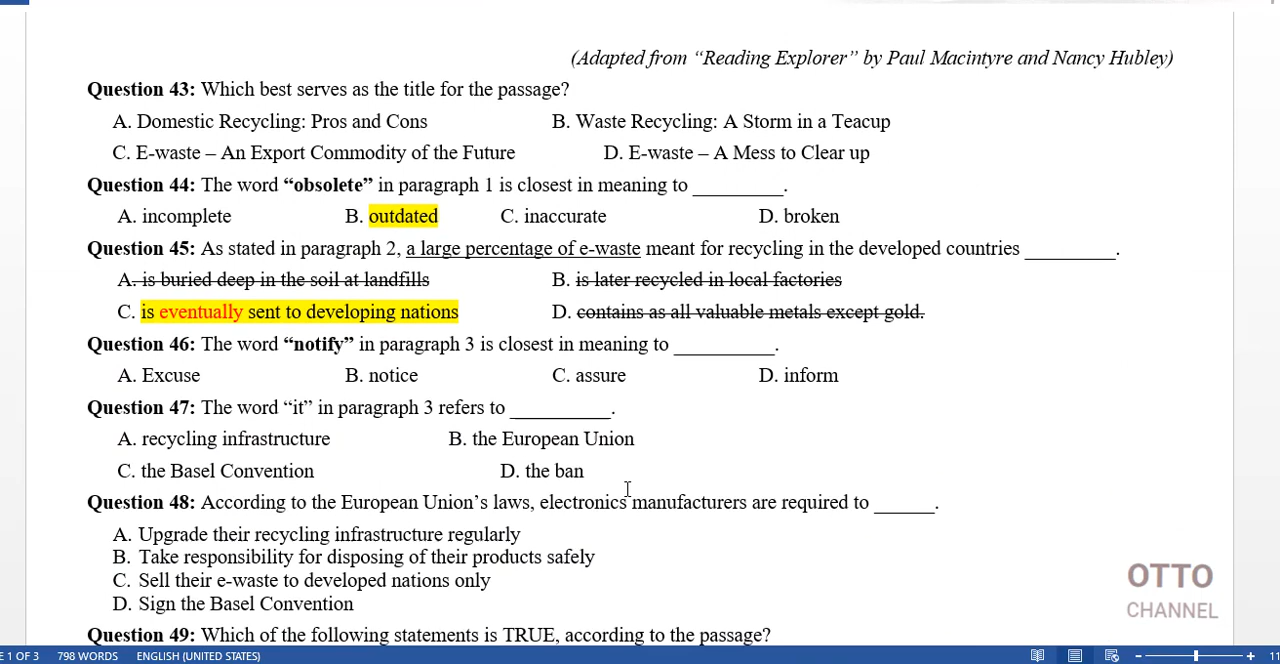 (Adapted from “Reading Explorer” by Paul Macintyre and Nancy Hubley)
Question 43: Which best serves as the title for the passage?
A. Domestic Recycling: Pros and Cons B. Waste Recycling: A Storm in a Teacup
C. E-waste – An Export Commodity of the Future D. E-waste – A Mess to Clear up
Question 44: The word “obsolete” in paragraph 1 is closest in meaning to _________.
A. incomplete B. outdated C. inaccurate D. broken
Question 45: As stated in paragraph 2, a large percentage of e-waste meant for recycling in the developed countries _________.
A. is buried deep in the soil at landfills B. is later recycled in local factories
C. is eventually sent to developing nations D. contains as all valuable metals except gold.
Question 46: The word “notify” in paragraph 3 is closest in meaning to __________.
A. Excuse B. notice C. assure D. inform
Question 47: The word “it” in paragraph 3 refers to __________.
A. recycling infrastructure B. the European Union
C. the Basel Convention D. the ban
Question 48: According to the European Union’s laws, electronics manufacturers are required to ______.
A. Upgrade their recycling infrastructure regularly
B. Take responsibility for disposing of their products safely
C. Sell their e-waste to developed nations only
D. Sign the Basel Convention
OTTO
CHANNEL
Question 49: Which of the following statements is TRUE, according to the passage?
E 1 OF 3 798 WORDS ENGLISH (UNITED STATES) - + 11